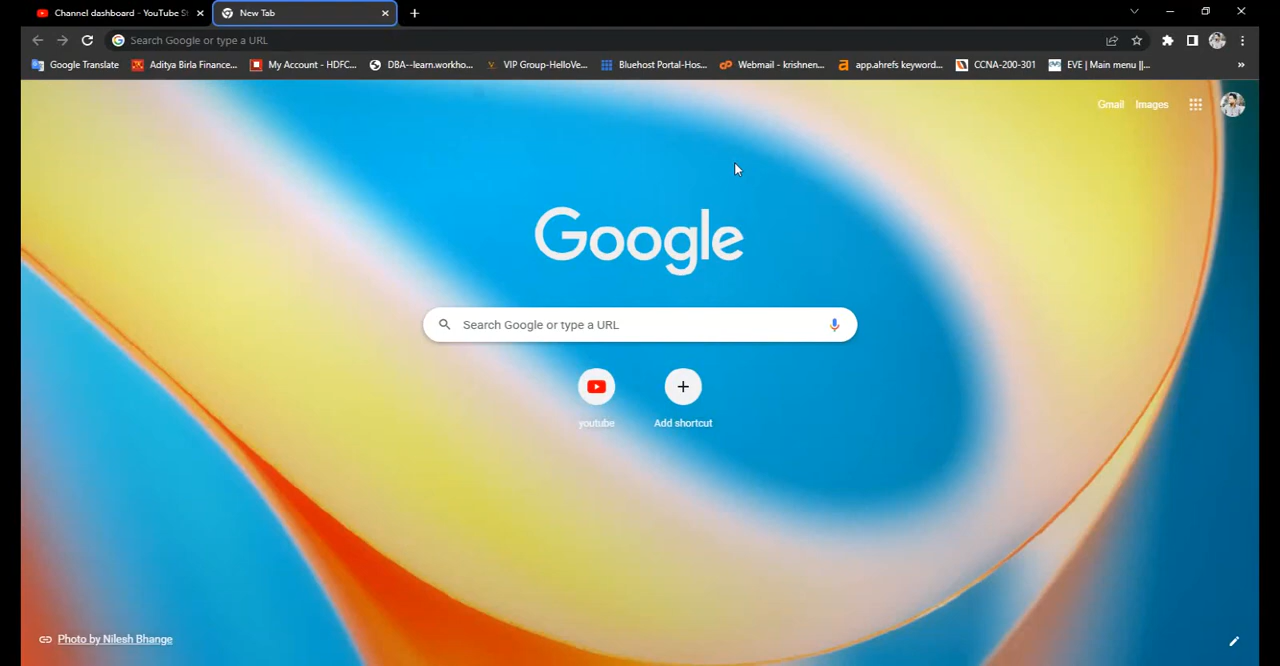 Channel dashboard - YouTube St
New Tab
Search Google or type a URL
Google Translate
Aditya Birla Finance...
My Account - HDFC...
DBA--learn.workho...
VIP Group-HelloVe...
Bluehost Portal-Hos...
Webmail - krishnen...
app.ahrefs keyword...
CCNA-200-301
EVE | Main menu ||...
Gmail Images
Google
Search Google or type a URL
youtube
Add shortcut
Photo by Nilesh Bhange